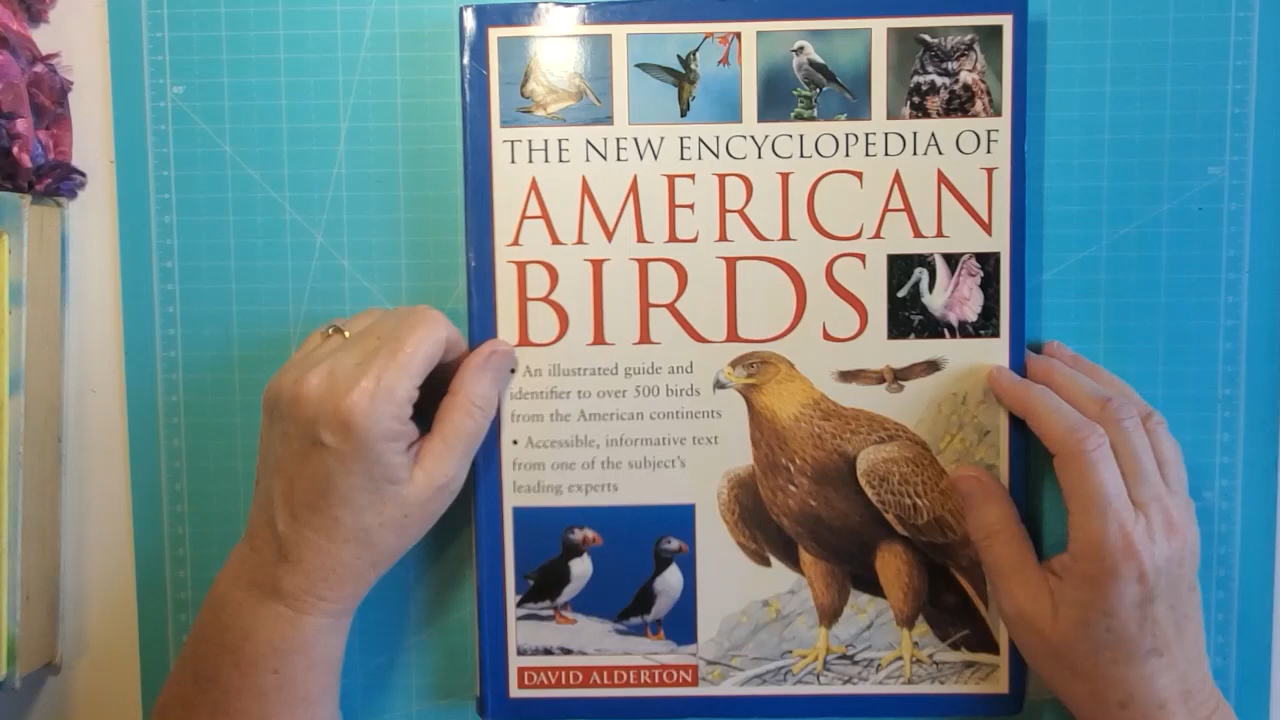 THE NEW ENCYCLOPEDIA OF
AMERICAN
BIRDS
• An illustrated guide and
identifier to over 500 birds
from the American continents
• Accessible, informative text
from one of the subject's
leading experts
DAVID ALDERTON